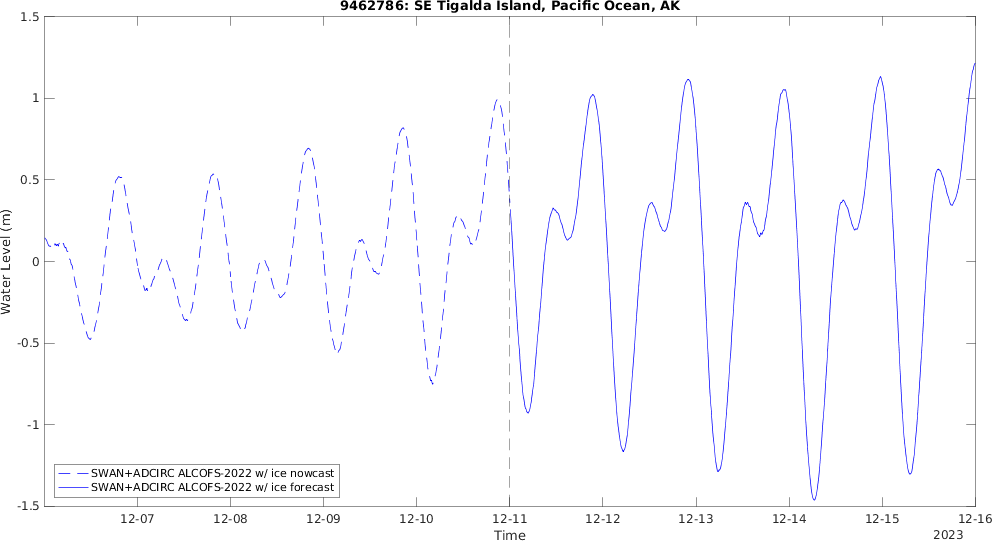 9462786: SE Tigalda Island, Pacific Ocean, AK
1.5
1
0.5
0
-0.5
-1
-1.5
Water Level (m)
SWAN+ADCIRC ALCOFS-2022 w/ ice nowcast
SWAN+ADCIRC ALCOFS-2022 w/ ice forecast
12-07 12-08 12-09 12-10 12-11 12-12 12-13 12-14 12-15 12-16
Time
2023